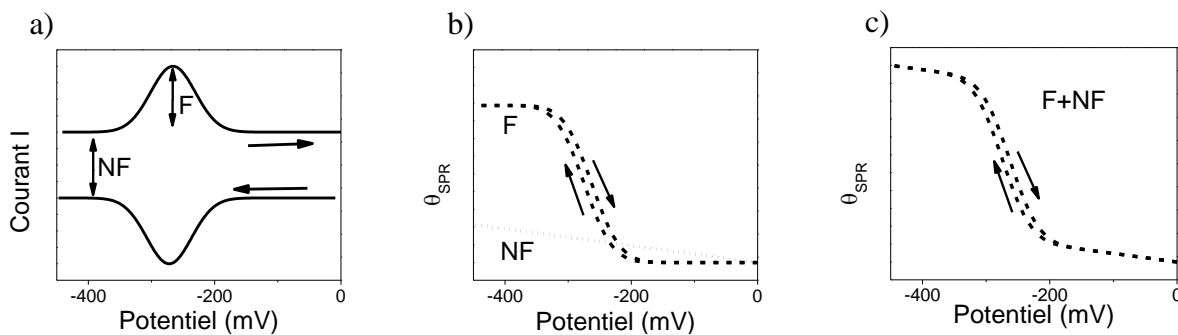 a)
Courant I
F
NF
-400
-200
0
Potentiel (mV)
b)
θSPR
F
NF
-400
-200
0
Potentiel (mV)
c)
θSPR
F+NF
-400
-200
0
Potentiel (mV)